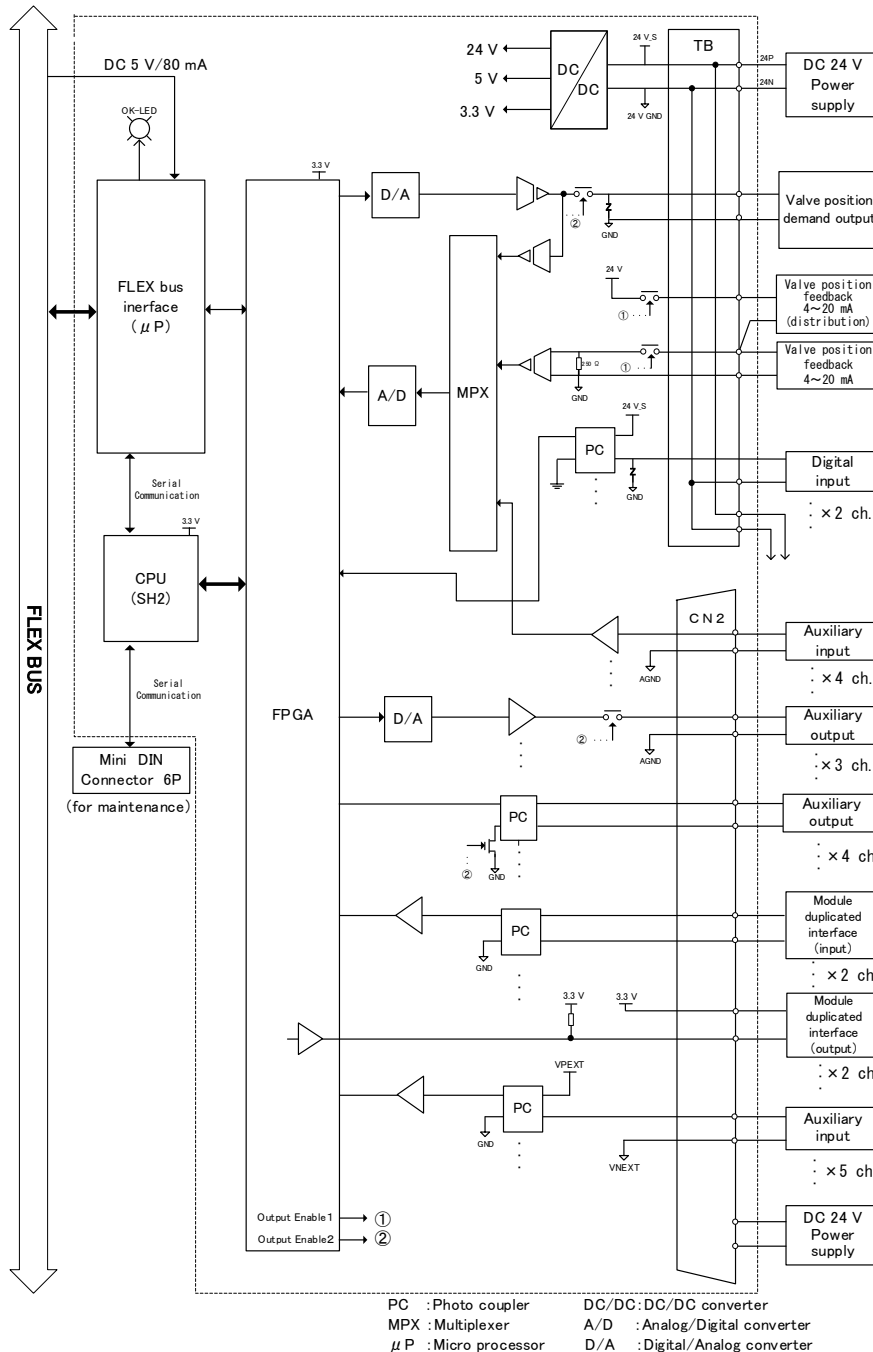 DC 5 V/80 mA
OK-LED
24 V
5 V
3.3 V
DC
DC
24 V_S
24 V GND
TB
24P
24N
DC 24 V
Power
supply
3.3 V
D/A
②
GND
Valve position
demand output
FLEX bus
inerface
( μ P)
MPX
A/D
24 V
①
Valve position
feedback
4～20 mA
(distribution)
250 Ω
GND
①
Valve position
feedback
4～20 mA
24 V_S
PC
GND
Digital
input
×2 ch.
Serial
Communication
3.3 V
CPU
(SH2)
FLEX BUS
FPGA
CN2
AGND
Auxiliary
input
×4 ch.
Serial
Communication
D/A
②
AGND
Auxiliary
output
×3 ch.
Mini DIN
Connector 6P
(for maintenance)
PC
②
GND
Auxiliary
output
×4 ch
PC
GND
Module
duplicated
interface
(input)
×2 ch
3.3 V
3.3 V
Module
duplicated
interface
(output)
×2 ch
VPEXT
PC
GND
VNEXT
Auxiliary
input
×5 ch
Output Enable1
①
Output Enable2
②
DC 24 V
Power
supply
PC :Photo coupler DC/DC:DC/DC converter
MPX :Multiplexer A/D :Analog/Digital converter
μ P :Micro processor D/A :Digital/Analog converter